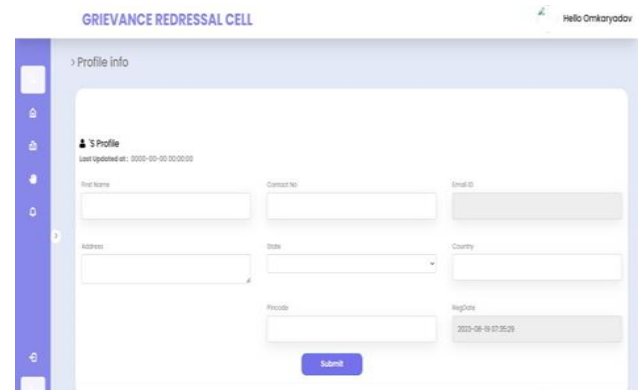 GRIEVANCE REDRESSAL CELL
Hello Omkaryadav
> Profile info
'S Profile
Last Updated at : 0000-00-00 00:00:00
First Name
Contact No
Email ID
Address
State
Country
Pincode
RegDate
2023-08-19 07:35:29
Submit